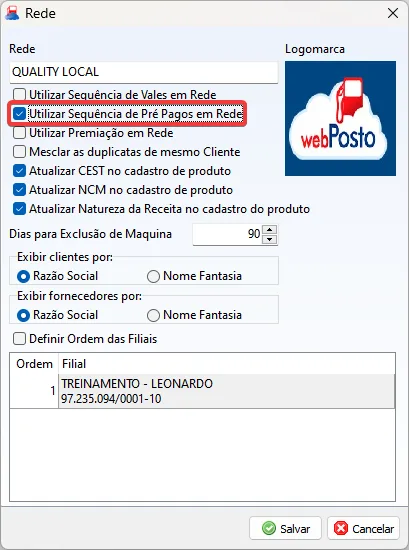 Rede
Rede
Logomarca
QUALITY LOCAL
webPosto
Utilizar Sequência de Vales em Rede
Utilizar Sequência de Pré Pagos em Rede
Utilizar Premiação em Rede
Mesclar as duplicatas de mesmo Cliente
Atualizar CEST no cadastro de produto
Atualizar NCM no cadastro de produto
Atualizar Natureza da Receita no cadastro do produto
Dias para Exclusão de Maquina
90
Exibir clientes por:
Razão Social
Nome Fantasia
Exibir fornecedores por:
Razão Social
Nome Fantasia
Definir Ordem das Filiais
Ordem Filial
1 TREINAMENTO - LEONARDO
97.235.094/0001-10
Salvar
Cancelar